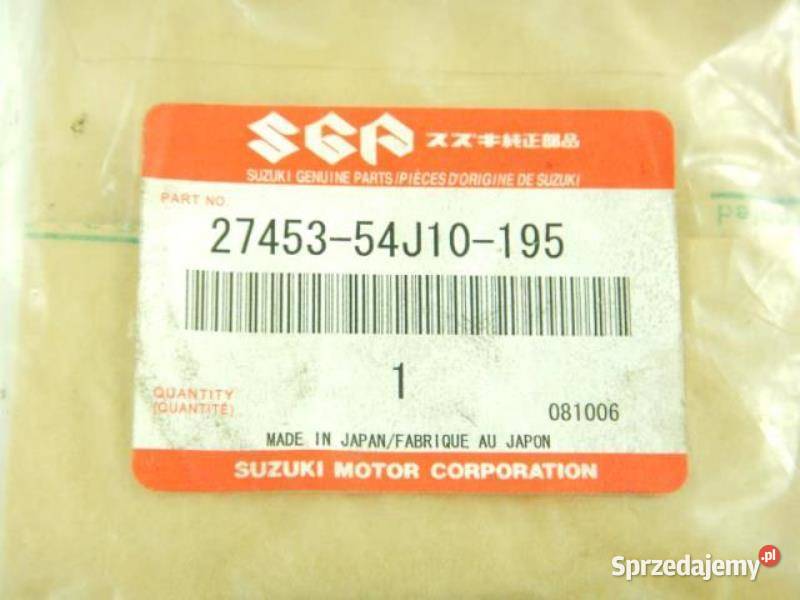 SGP スズキ純正部品
SUZUKI GENUINE PARTS/PIÈCES D'ORIGINE DE SUZUKI
PART NO.
27453-54J10-195
1
QUANTITY
(QUANTITÉ)
081006
MADE IN JAPAN/FABRIQUE AU JAPON
SUZUKI MOTOR CORPORATION
Sprzedajemy.pl